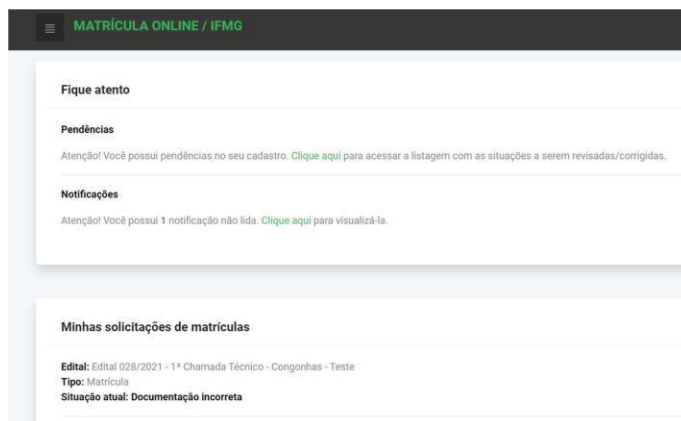 MATRÍCULA ONLINE / IFMG
Fique atento
Pendências
Atenção! Você possui pendências no seu cadastro. Clique aqui para acessar a listagem com as situações a serem revisadas/corrigidas.
Notificações
Atenção! Você possui 1 notificação não lida. Clique aqui para visualizá-la.
Minhas solicitações de matrículas
Edital: Edital 028/2021 - 1ª Chamada Técnico - Congonhas - Teste
Tipo: Matrícula
Situação atual: Documentação incorreta